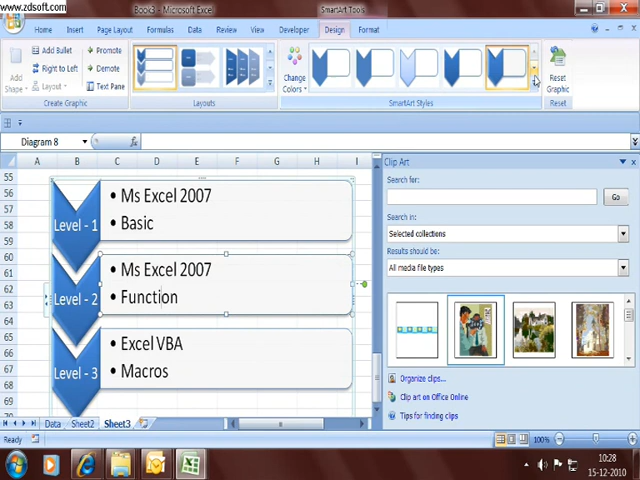 www.zdsoft.com
Book3 - Microsoft Excel
SmartArt Tools
Home Insert Page Layout Formulas Data Review View Developer Add-Ins Design Format
Add Shape
Add Bullet
Right to Left
Layout
Promote
Demote
Text Pane
Create Graphic
Layouts
Change Colors
SmartArt Styles
Reset Graphic
Reset
Diagram 8
A B C D E F G H I
55
56
57
58
59
60
61
62
63
64
65
66
67
68
69
70
Level - 1
• Ms Excel 2007
• Basic
Level - 2
• Ms Excel 2007
• Function
Level - 3
• Excel VBA
• Macros
Clip Art
Search for:
Go
Search in:
Selected collections
Results should be:
All media file types
Organize clips...
Clip art on Office Online
Tips for finding clips
Data Sheet2 Sheet3
Ready
100%
10:28
15-12-2010